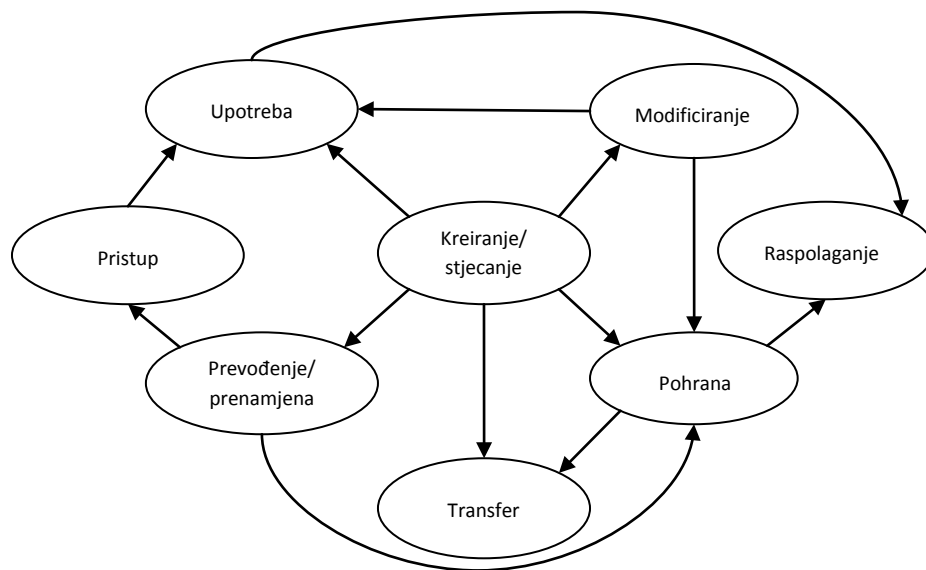 Upotreba
Modificiranje
Pristup
Kreiranje/
stjecanje
Raspolaganje
Prevođenje/
prenamjena
Pohrana
Transfer